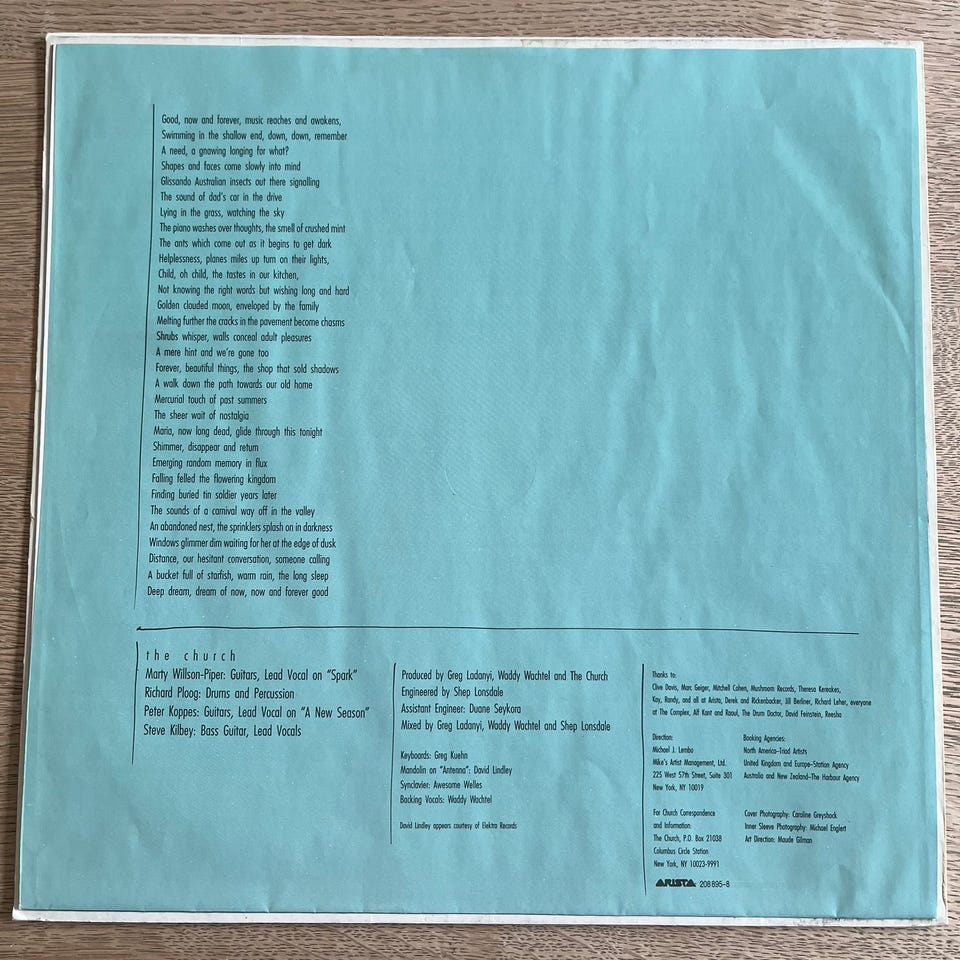 Good, now and forever, music reaches and awakens,
Swimming in the shallow end, down, down, remember
A need, a gnawing longing for what?
Shapes and faces come slowly into mind
Glissando Australian insects out there signalling
The sound of dad's car in the drive
Lying in the grass, watching the sky
The piano washes over thoughts, the smell of crushed mint
The ants which come out as it begins to get dark
Helplessness, planes miles up turn on their lights,
Child, oh child, the tastes in our kitchen,
Not knowing the right words but wishing long and hard
Golden clouded moon, enveloped by the family
Melting further the cracks in the pavement become chasms
Shrubs whisper, walls conceal adult pleasures
A mere hint and we're gone too
Forever, beautiful things, the shop that sold shadows
A walk down the path towards our old home
Mercurial touch of past summers
The sheer wait of nostalgia
Maria, now long dead, glide through this tonight
Shimmer, disappear and return
Emerging random memory in flux
Falling felled the flowering kingdom
Finding buried tin soldier years later
The sounds of a carnival way off in the valley
An abandoned nest, the sprinklers splash on in darkness
Windows glimmer dim waiting for her at the edge of dusk
Distance, our hesitant conversation, someone calling
A bucket full of starfish, warm rain, the long sleep
Deep dream, dream of now, now and forever good
the church
Marty Willson-Piper: Guitars, Lead Vocal on "Spark"
Richard Ploog: Drums and Percussion
Peter Koppes: Guitars, Lead Vocal on "A New Season"
Steve Kilbey: Bass Guitar, Lead Vocals
Produced by Greg Ladanyi, Waddy Wachtel and The Church
Engineered by Shep Lonsdale
Assistant Engineer: Duane Seykora
Mixed by Greg Ladanyi, Waddy Wachtel and Shep Lonsdale
Keyboards: Greg Kuehn
Mandolin on "Antenna": David Lindley
Synclavier: Awesome Welles
Backing Vocals: Waddy Wachtel
David Lindley appears courtesy of Elektra Records
Thanks to:
Clive Davis, Marc Geiger, Mitchell Cohen, Mushroom Records, Theresa Kereakes,
Kay, Randy, and all at Arista, Derek and Rickenbacker, Jill Berliner, Richard Leher, everyone
at The Complex, Alf Kant and Raoul, The Drum Doctor, David Feinstein, Reesha
Direction:
Michael J. Lembo
Mike's Artist Management, Ltd.
225 West 57th Street, Suite 301
New York, NY 10019
Booking Agencies:
North America–Triad Artists
United Kingdom and Europe–Station Agency
Australia and New Zealand–The Harbour Agency
For Church Correspondence
and Information:
The Church, P.O. Box 21038
Columbus Circle Station
New York, NY 10023-9991
Cover Photography: Caroline Greyshock
Inner Sleeve Photography: Michael Englert
Art Direction: Maude Gilman
ARISTA 208 895–8